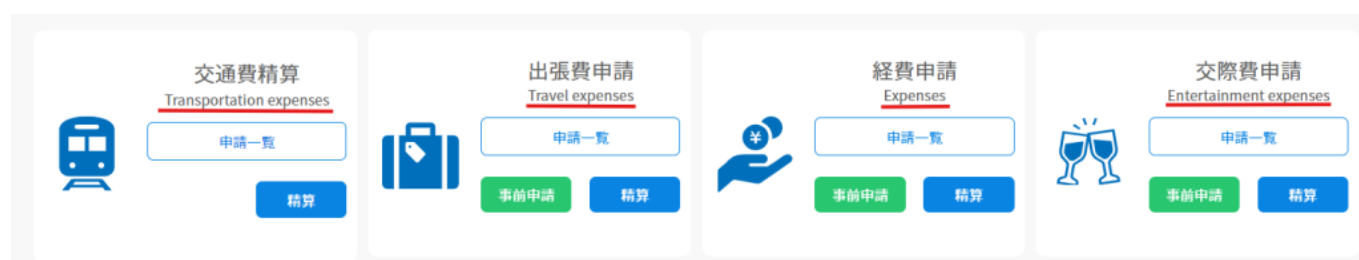 交通費精算
Transportation expenses
申請一覧
精算
出張費申請
Travel expenses
申請一覧
事前申請
精算
経費申請
Expenses
¥
申請一覧
事前申請
精算
交際費申請
Entertainment expenses
申請一覧
事前申請
精算